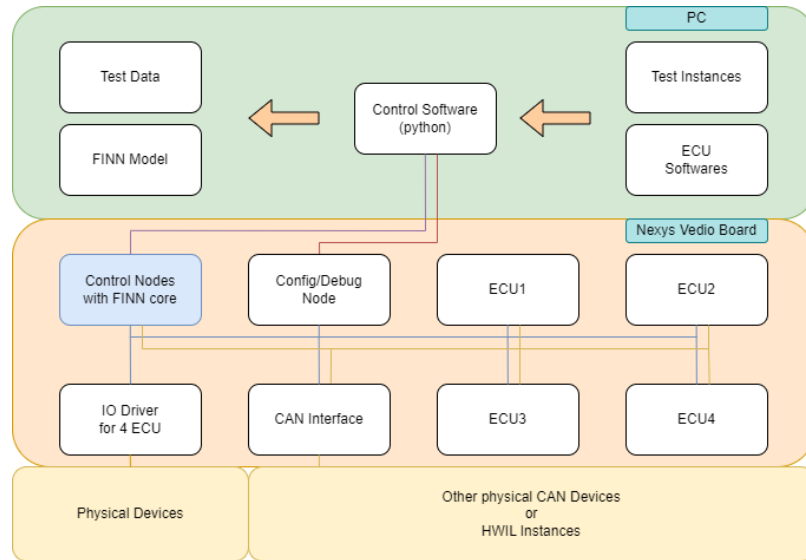 PC
Test Data
Control Software
(python)
Test Instances
FINN Model
ECU
Softwares
Nexys Vedio Board
Control Nodes
with FINN core
Config/Debug
Node
ECU1
ECU2
IO Driver
for 4 ECU
CAN Interface
ECU3
ECU4
Physical Devices
Other physical CAN Devices
or
HWIL Instances